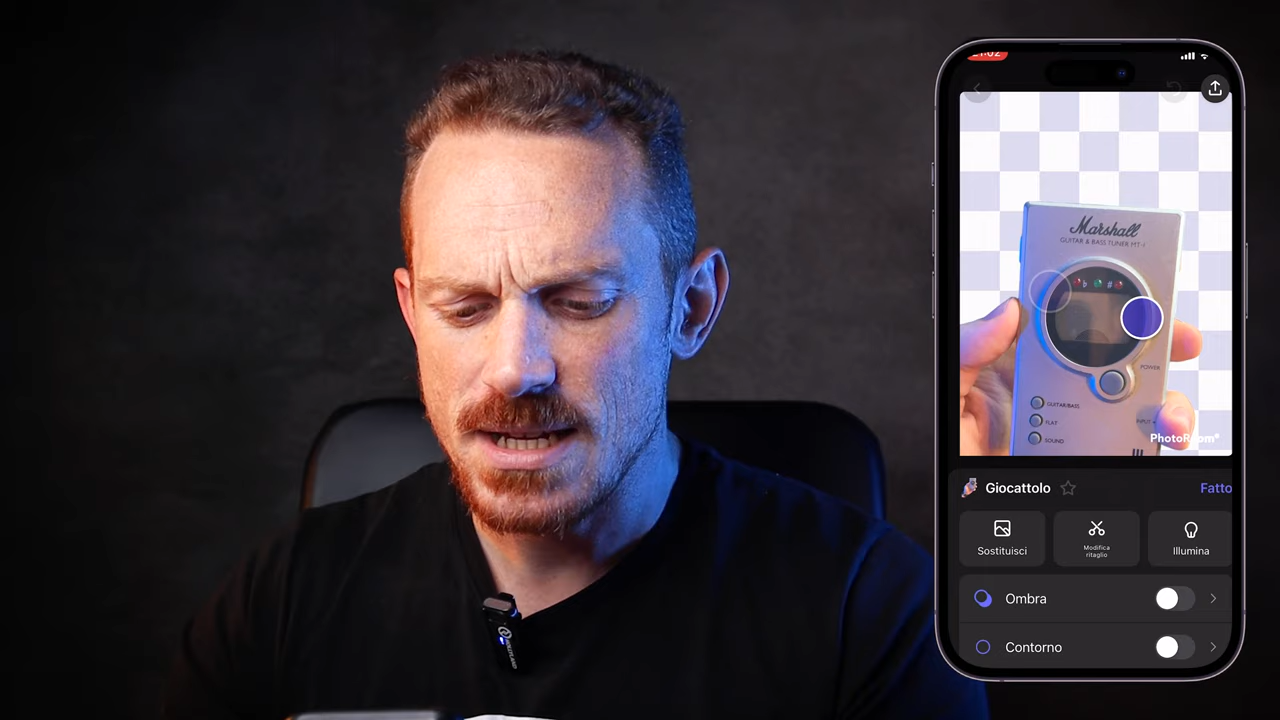 Marshall
GUITAR & BASS TUNER MT-1
POWER
GUITAR/BASS
FLAT
INPUT
SOUND
PhotoRoom
Giocattolo
Fatto
Sostituisci
Modifica
ritaglio
Illumina
Ombra
Contorno